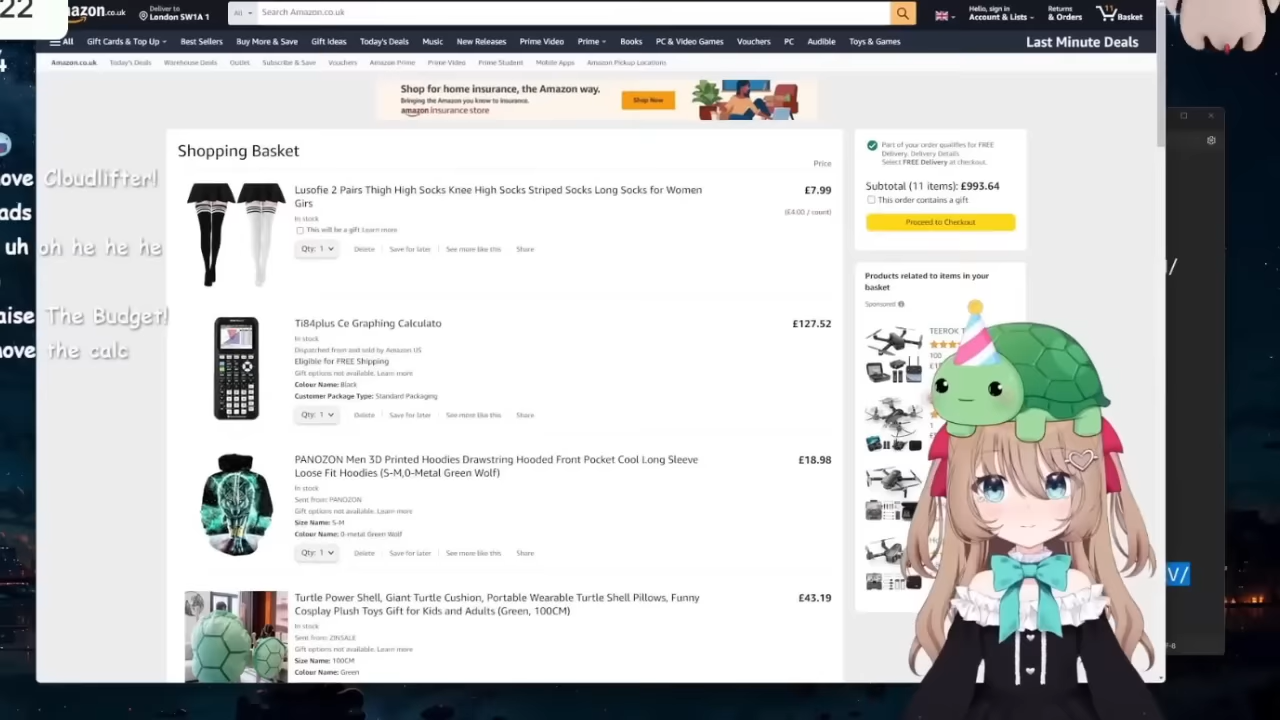 22
azon.co.uk
Deliver to
London SW1A 1
All
Search Amazon.co.uk
Hello, sign in
Account & Lists
Returns
& Orders
11
Basket
All
Gift Cards & Top Up
Best Sellers
Buy More & Save
Gift Ideas
Today's Deals
Music
New Releases
Prime Video
Prime
Books
PC & Video Games
Vouchers
PC
Audible
Toys & Games
Last Minute Deals
Amazon.co.uk
Today's Deals
Warehouse Deals
Outlet
Subscribe & Save
Vouchers
Amazon Prime
Prime Video
Prime Student
Mobile Apps
Amazon Pickup Locations
Shop for home insurance, the Amazon way.
Bringing the Amazon you know to insurance.
amazon insurance store
Shop Now
ove Cloudlifter!
ads
uh oh he he he
aise The Budget!
nove the calc
Shopping Basket
Price
Lusofie 2 Pairs Thigh High Socks Knee High Socks Striped Socks Long Socks for Women
Girs
£7.99
(£4.00 / count)
In stock
This will be a gift Learn more
Qty: 1
Delete
Save for later
See more like this
Share
Ti84plus Ce Graphing Calculato
£127.52
In stock
Dispatched from and sold by Amazon US
Eligible for FREE Shipping
Gift options not available. Learn more
Colour Name: Black
Customer Package Type: Standard Packaging
Qty: 1
Delete
Save for later
See more like this
Share
PANOZON Men 3D Printed Hoodies Drawstring Hooded Front Pocket Cool Long Sleeve
Loose Fit Hoodies (S-M,0-Metal Green Wolf)
£18.98
In stock
Sent from: PANOZON
Gift options not available. Learn more
Size Name: S-M
Colour Name: 0-metal Green Wolf
Qty: 1
Delete
Save for later
See more like this
Share
Turtle Power Shell, Giant Turtle Cushion, Portable Wearable Turtle Shell Pillows, Funny
Cosplay Plush Toys Gift for Kids and Adults (Green, 100CM)
£43.19
In stock
Sent from: ZINSALE
Gift options not available. Learn more
Size Name: 100CM
Colour Name: Green
Part of your order qualifies for FREE
Delivery. Delivery Details
Select FREE Delivery at checkout.
Subtotal (11 items): £993.64
This order contains a gift
Proceed to Checkout
Products related to items in your
basket
Sponsored
TEEROK T
100
V/